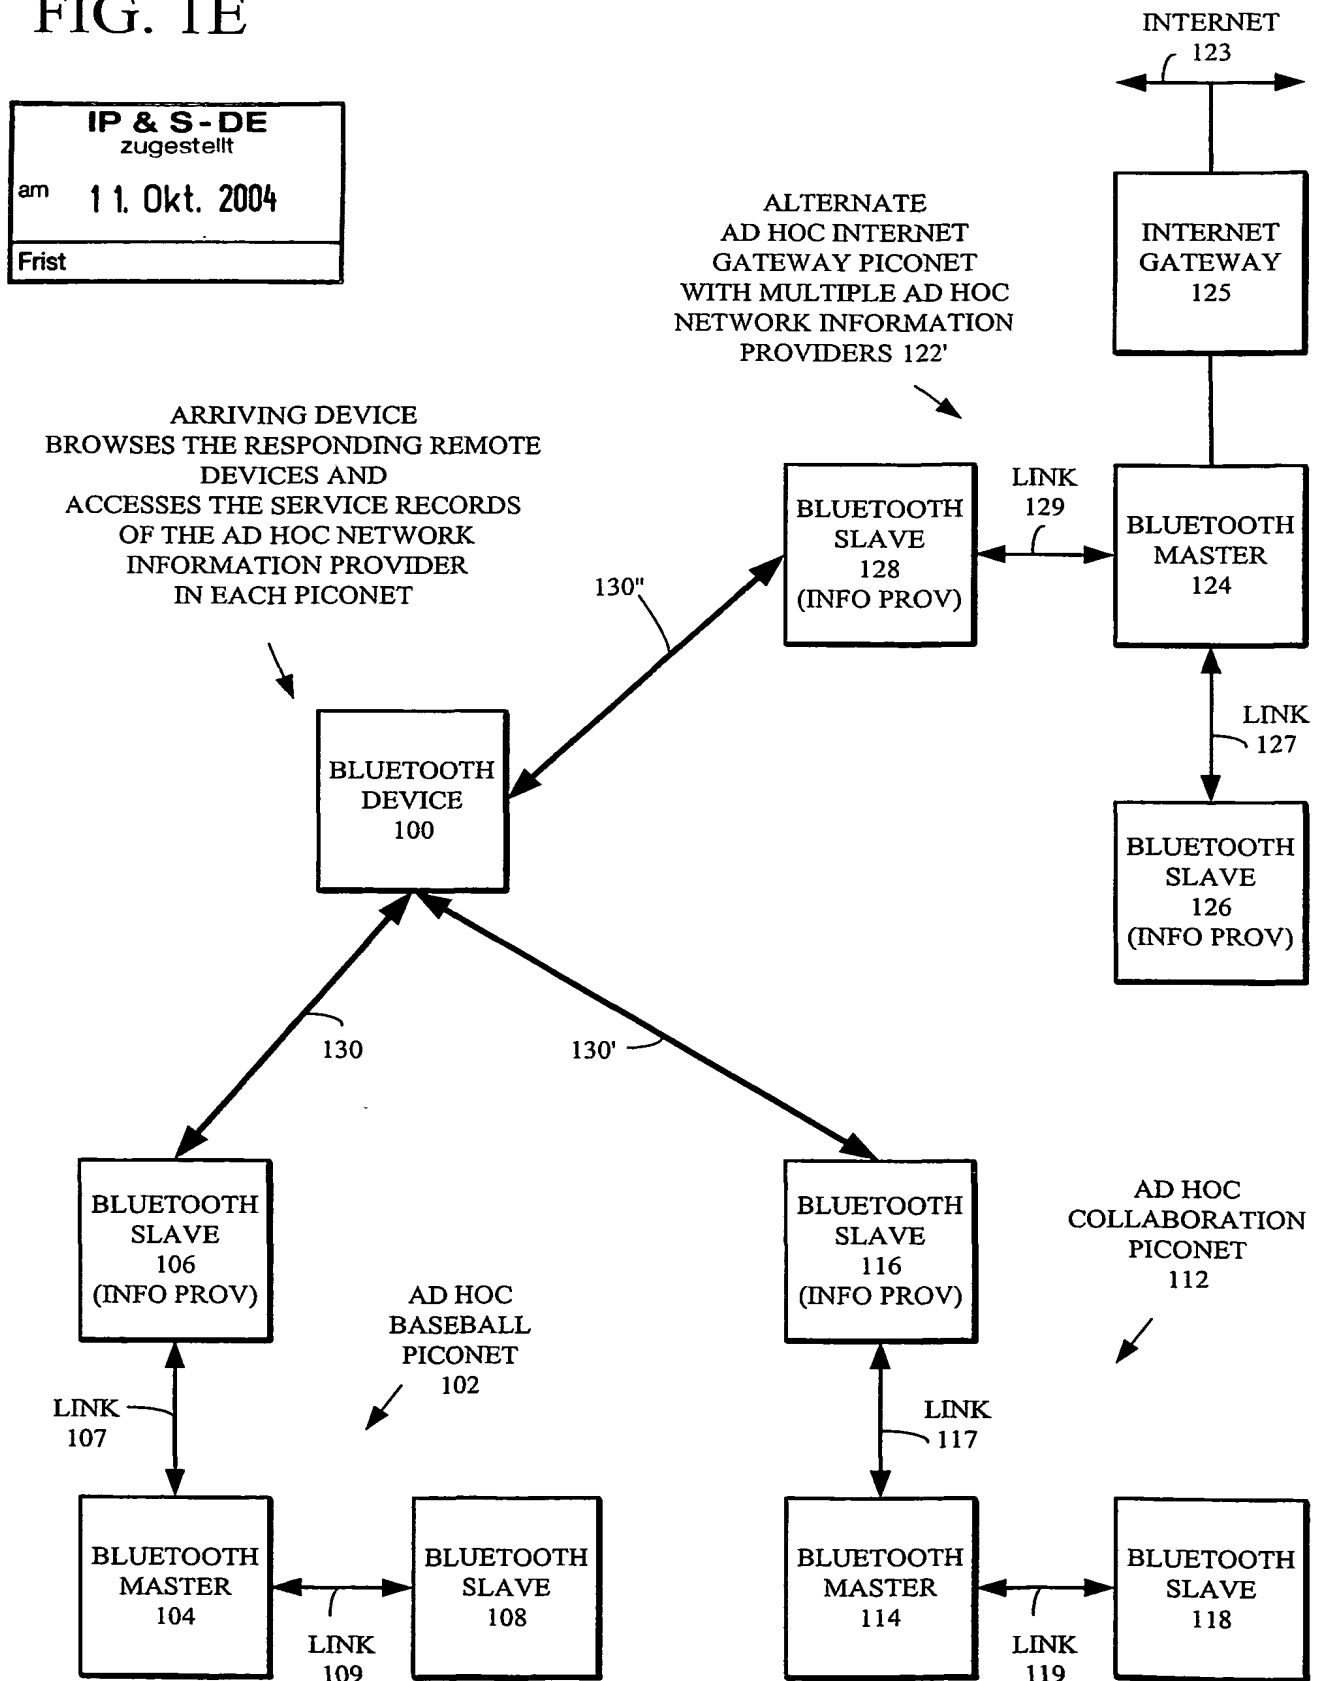 FIG. 1E
IP & S-DE
zugestellt
am 11. Okt. 2004
Frist
INTERNET
123
INTERNET
GATEWAY
125
ALTERNATE
AD HOC INTERNET
GATEWAY PICONET
WITH MULTIPLE AD HOC
NETWORK INFORMATION
PROVIDERS 122'
ARRIVING DEVICE
BROWSES THE RESPONDING REMOTE
DEVICES AND
ACCESSES THE SERVICE RECORDS
OF THE AD HOC NETWORK
INFORMATION PROVIDER
IN EACH PICONET
BLUETOOTH
SLAVE
128
(INFO PROV)
LINK
129
BLUETOOTH
MASTER
124
130"
LINK
127
BLUETOOTH
DEVICE
100
BLUETOOTH
SLAVE
126
(INFO PROV)
130
130'
BLUETOOTH
SLAVE
106
(INFO PROV)
BLUETOOTH
SLAVE
116
(INFO PROV)
AD HOC
COLLABORATION
PICONET
112
AD HOC
BASEBALL
PICONET
102
LINK
107
LINK
117
BLUETOOTH
MASTER
104
LINK
109
BLUETOOTH
SLAVE
108
BLUETOOTH
MASTER
114
LINK
119
BLUETOOTH
SLAVE
118